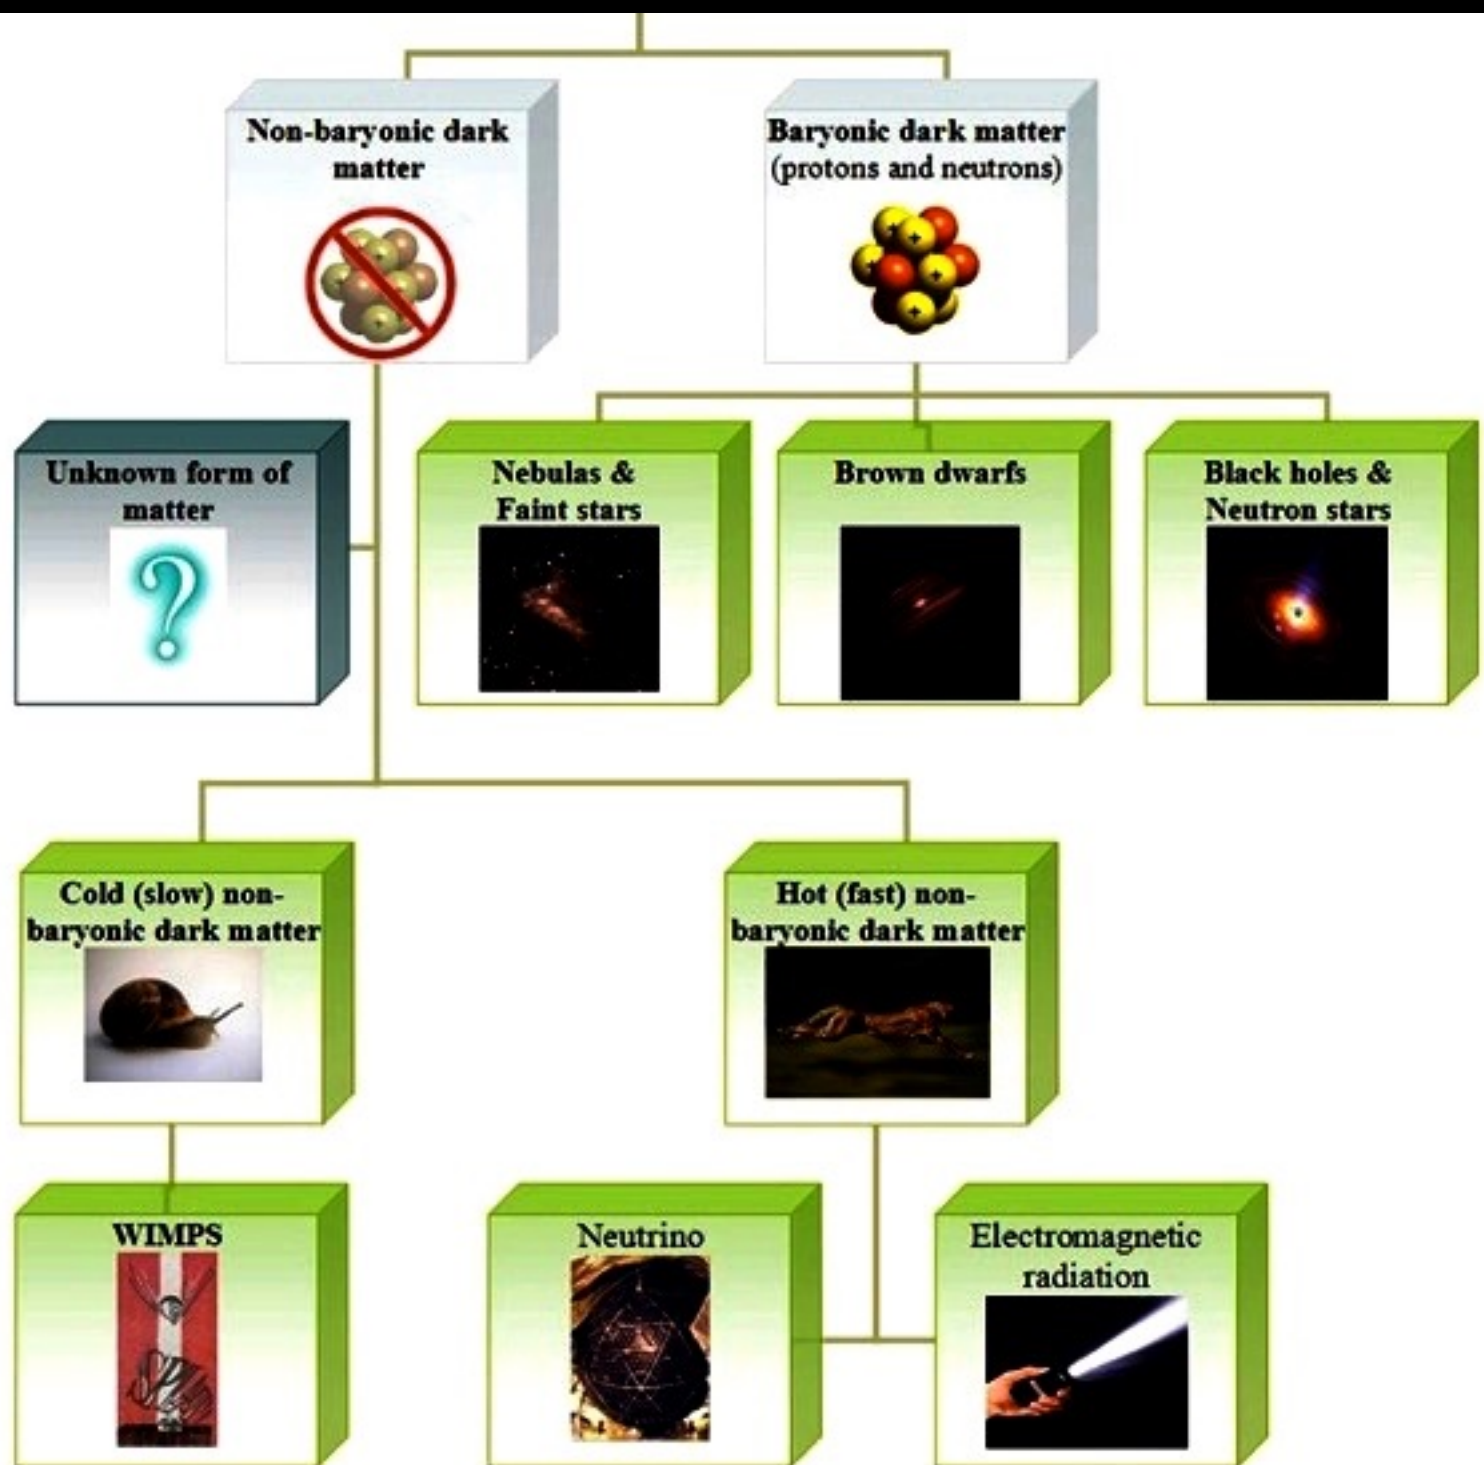 Non-baryonic dark
matter
Baryonic dark matter
(protons and neutrons)
Unknown form of
matter
?
Nebulas &
Faint stars
Brown dwarfs
Black holes &
Neutron stars
Cold (slow) non-
baryonic dark matter
Hot (fast) non-
baryonic dark matter
WIMPS
Neutrino
Electromagnetic
radiation